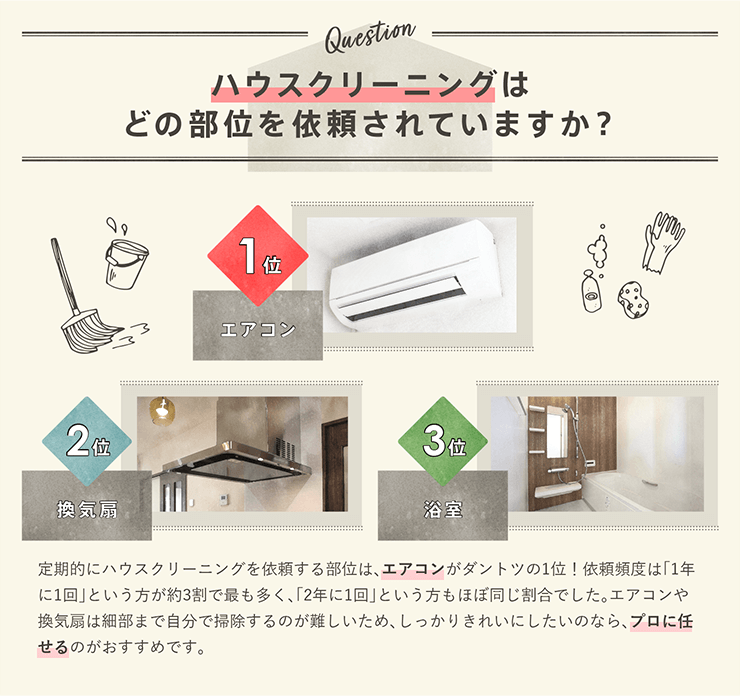 Question
ハウスクリーニングは
どの部位を依頼されていますか？
1位
エアコン
2位
換気扇
3位
浴室
定期的にハウスクリーニングを依頼する部位は、エアコンがダントツの1位！依頼頻度は「1年
に1回」という方が約3割で最も多く、「2年に1回」という方もほぼ同じ割合でした。エアコンや
換気扇は細部まで自分で掃除するのが難しいため、しっかりきれいにしたいのなら、プロに任
せるのがおすすめです。